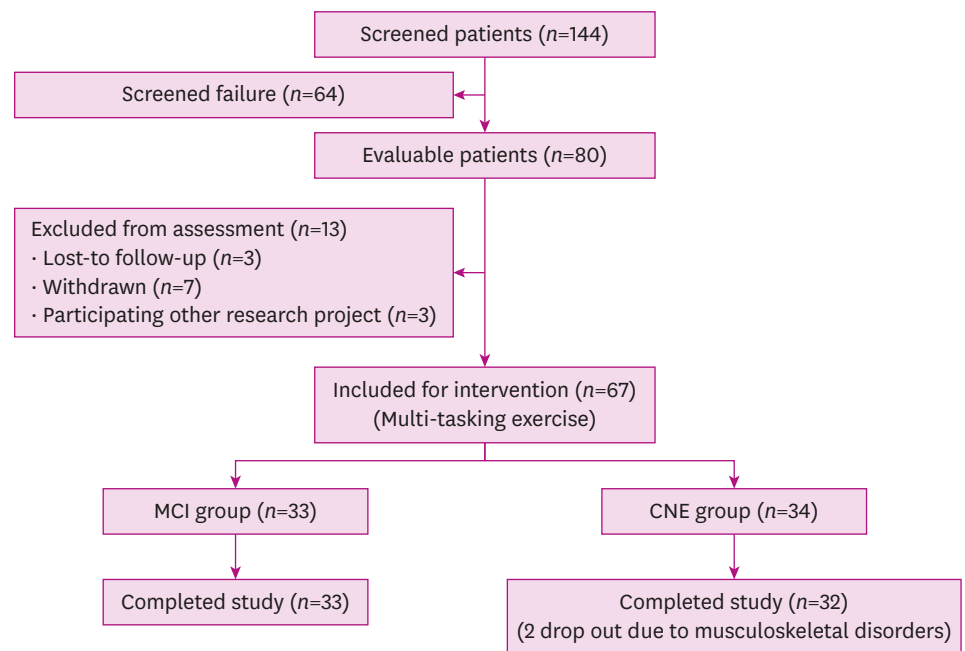 Screened patients (n=144)
Screened failure (n=64)
Evaluable patients (n=80)
Excluded from assessment (n=13)
· Lost-to follow-up (n=3)
· Withdrawn (n=7)
· Participating other research project (n=3)
Included for intervention (n=67)
(Multi-tasking exercise)
MCI group (n=33)
CNE group (n=34)
Completed study (n=33)
Completed study (n=32)
(2 drop out due to musculoskeletal disorders)